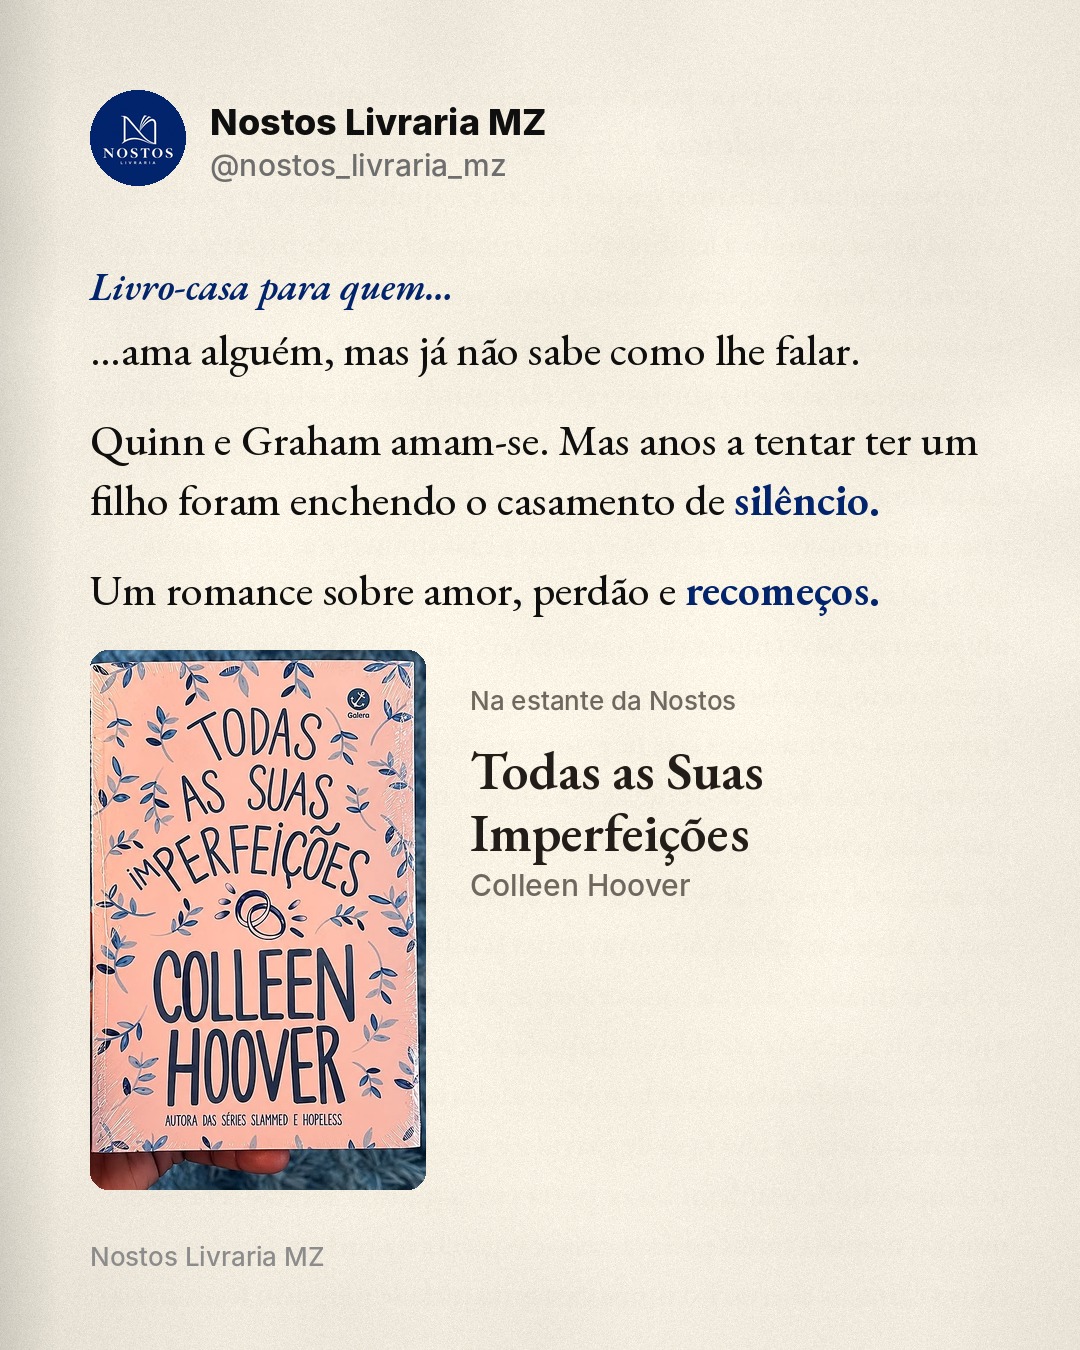 NOSTOS
LIVRARIA
Nostos Livraria MZ
@nostos_livraria_mz
Livro-casa para quem...
...ama alguém, mas já não sabe como lhe falar.
Quinn e Graham amam-se. Mas anos a tentar ter um
filho foram enchendo o casamento de silêncio.
Um romance sobre amor, perdão e recomeços.
Galera
TODAS
AS SUAS
IMPERFEIÇÕES
COLLEEN
HOOVER
AUTORA DAS SÉRIES SLAMMED E HOPELESS
Na estante da Nostos
Todas as Suas
Imperfeições
Colleen Hoover
Nostos Livraria MZ